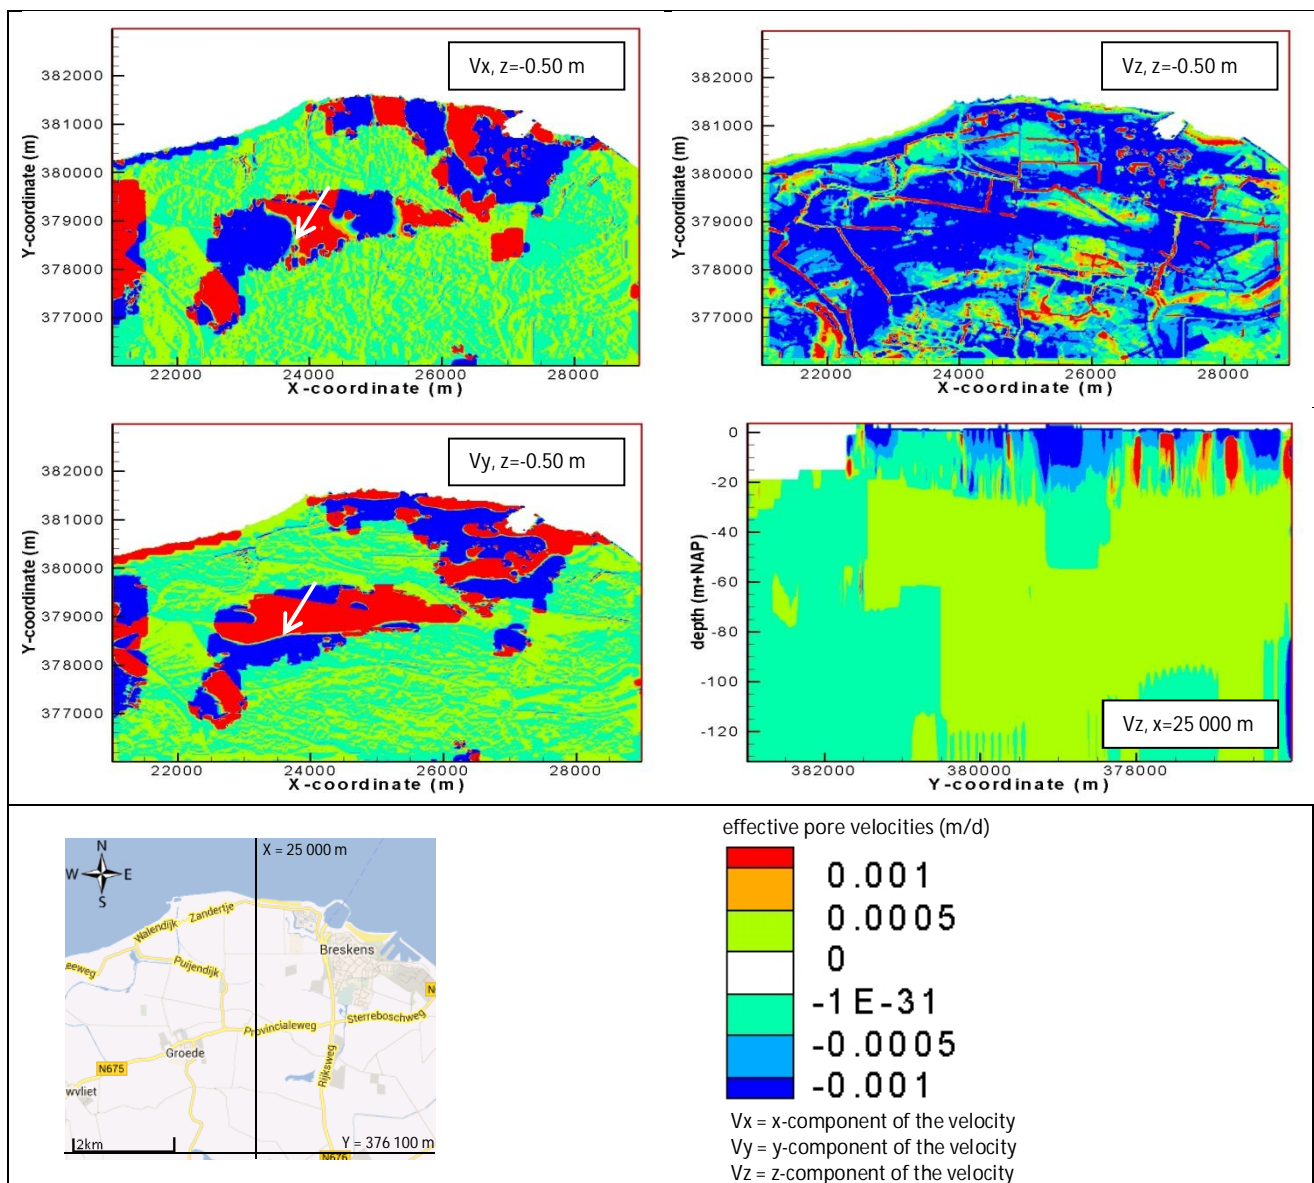 Vx, z=-0.50 m
382000
381000
380000
379000
378000
377000
Y-coordinate (m)
22000
24000
26000
28000
X-coordinate (m)
Vz, z=-0.50 m
382000
381000
380000
379000
378000
377000
Y-coordinate (m)
22000
24000
26000
28000
X-coordinate (m)
Vy, z=-0.50 m
382000
381000
380000
379000
378000
377000
Y-coordinate (m)
22000
24000
26000
28000
X-coordinate (m)
0
-20
-40
-60
-80
-100
-120
depth (m+NAP)
Vz, x=25 000 m
382000
380000
378000
Y-coordinate (m)
N
W
E
S
X = 25 000 m
Zandertje
Walendijk
Breskens
eeweg
Puijendijk
N
Sterreboschweg
Provincialeweg
Groede
Rijksweg
N675
wvliet
2km
Y = 376 100 m
N676
effective pore velocities (m/d)
0.001
0.0005
0
-1E-31
-0.0005
-0.001
Vx = x-component of the velocity
Vy = y-component of the velocity
Vz = z-component of the velocity